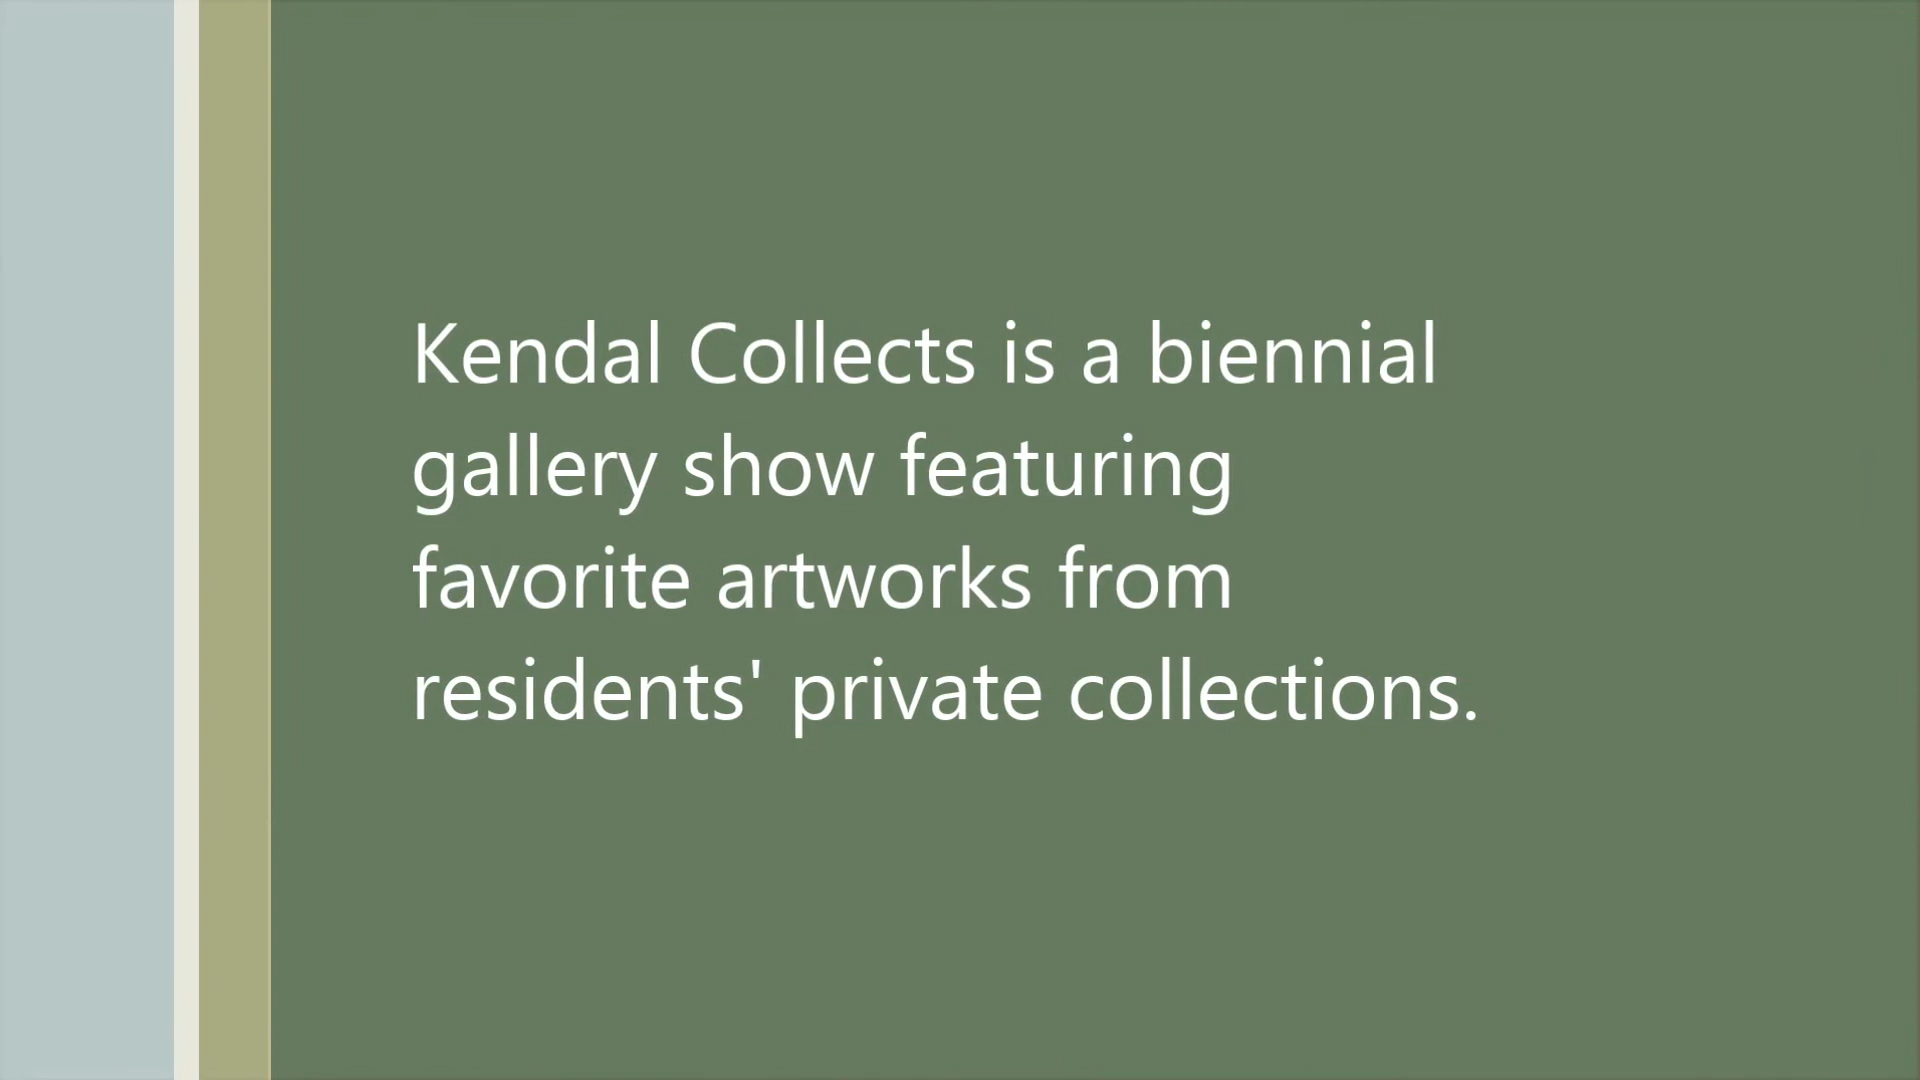 Kendal Collects is a biennial
gallery show featuring
favorite artworks from
residents' private collections.